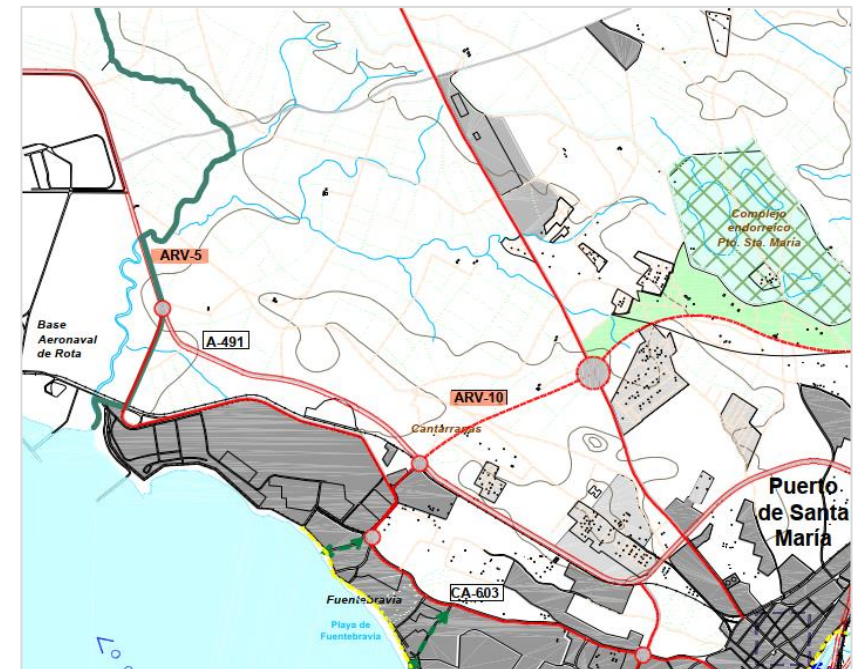 Complejo
endorreico
Pto. Sta. María
ARV-5
Base
Aeronaval
de Rota
A-491
ARV-10
Cantarranas
Puerto
de Santa
María
CA-603
Fuentebravía
Playa de
Fuentebravía